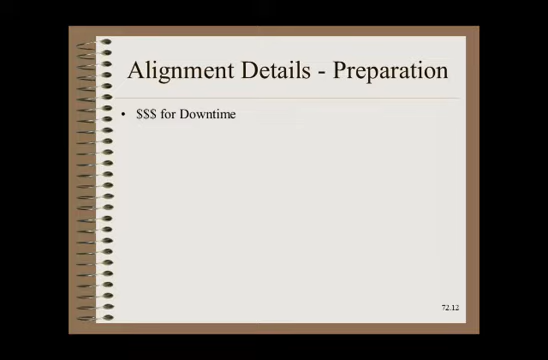 Alignment Details - Preparation
• $$$ for Downtime
72.12